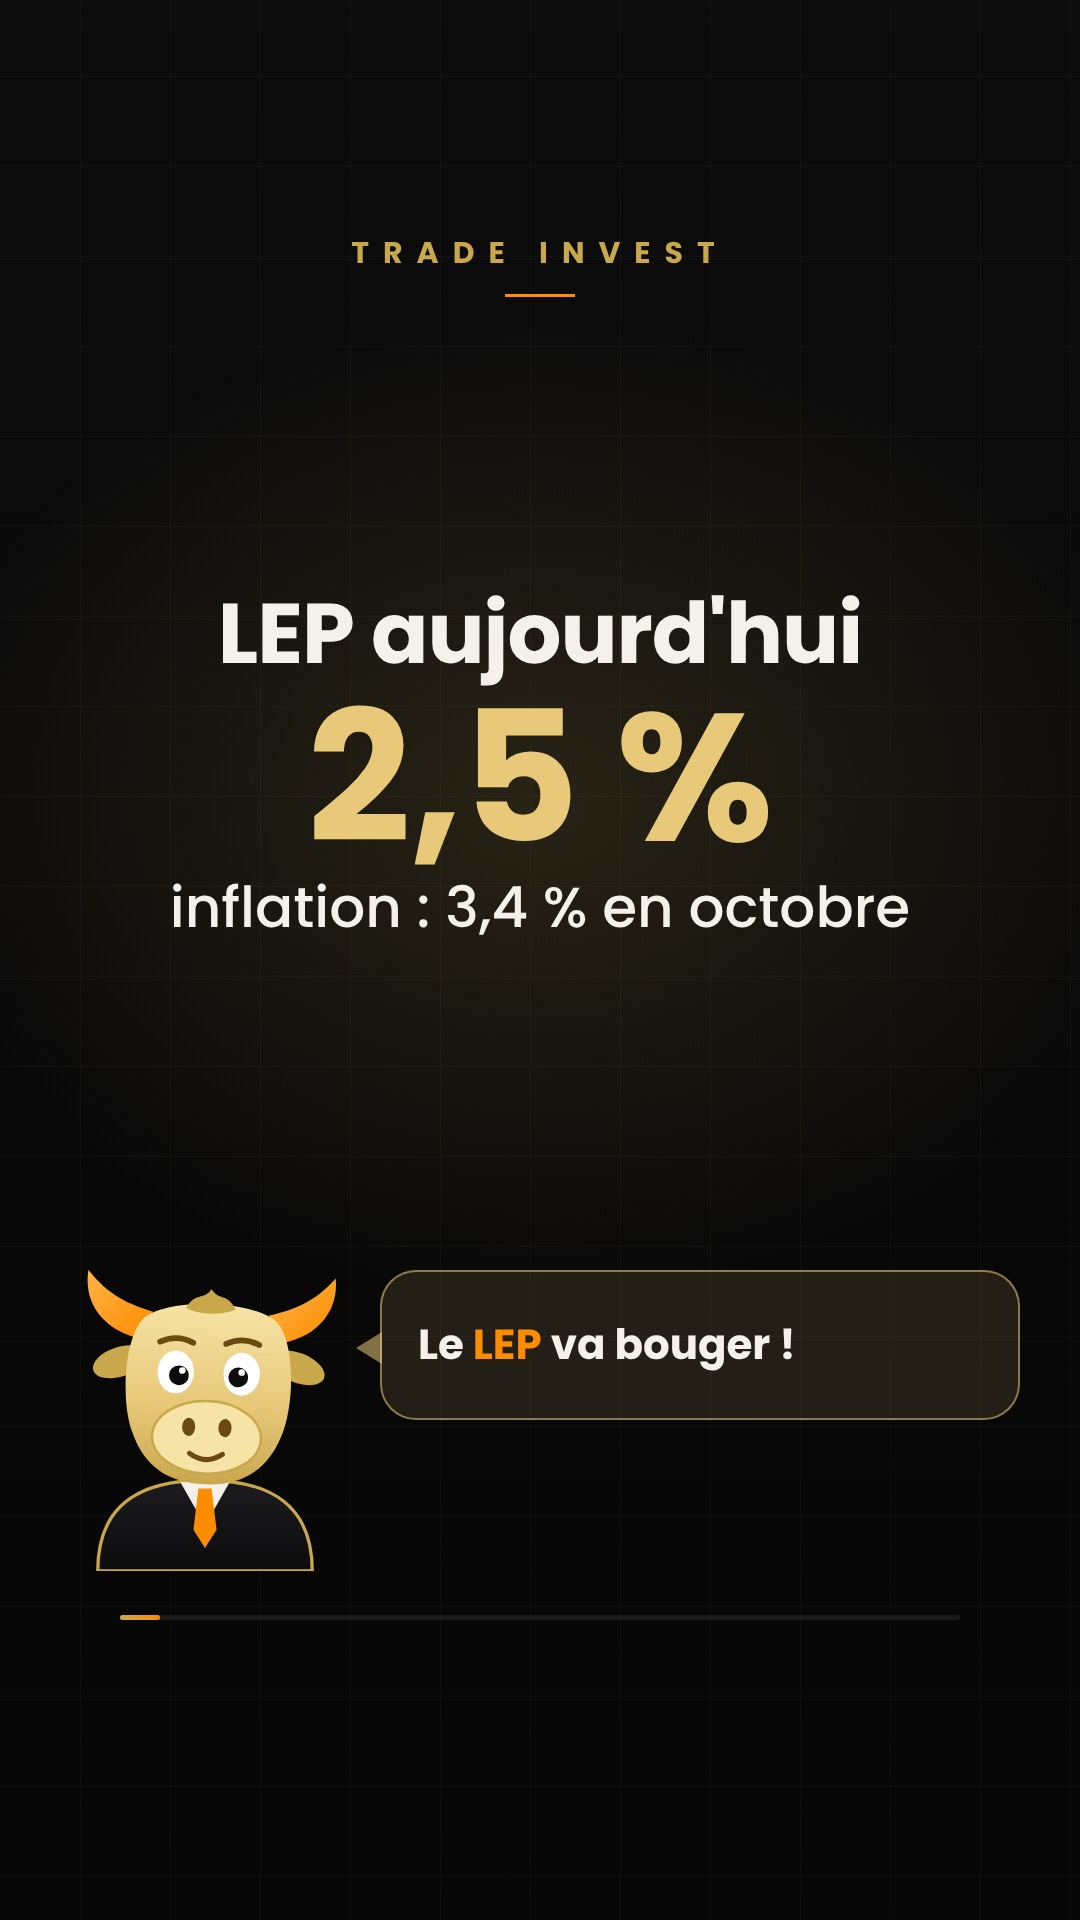 TRADE INVEST
LEP aujourd'hui
2,5 %
inflation : 3,4 % en octobre
Le LEP va bouger !